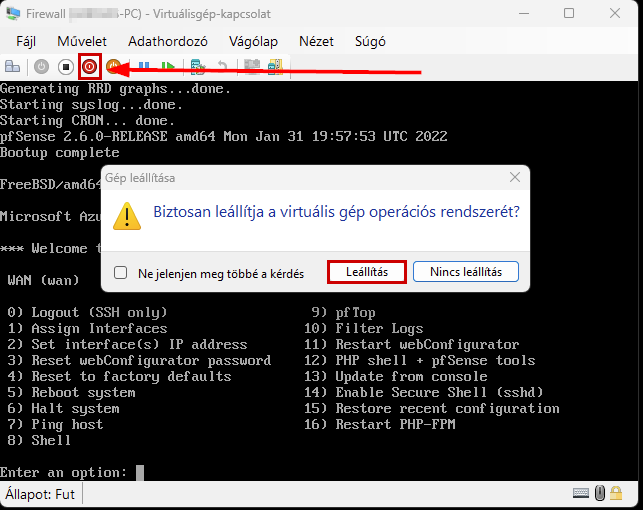 Firewall -PC) - Virtuálisgép-kapcsolat
Fájl Művelet Adathordozó Vágólap Nézet Súgó
Generating RRD graphs...done.
Starting syslog...done.
Starting CRON... done.
pfSense 2.6.0-RELEASE amd64 Mon Jan 31 19:57:53 UTC 2022
Bootup complete
FreeBSD/amd64
Gép leállítása
Biztosan leállítja a virtuális gép operációs rendszerét?
Microsoft Azu
*** Welcome t
Ne jelenjen meg többé a kérdés Leállítás Nincs leállítás
WAN (wan)
0) Logout (SSH only) 9) pfTop
1) Assign Interfaces 10) Filter Logs
2) Set interface(s) IP address 11) Restart webConfigurator
3) Reset webConfigurator password 12) PHP shell + pfSense tools
4) Reset to factory defaults 13) Update from console
5) Reboot system 14) Enable Secure Shell (sshd)
6) Halt system 15) Restore recent configuration
7) Ping host 16) Restart PHP-FPM
8) Shell
Enter an option:
Állapot: Fut